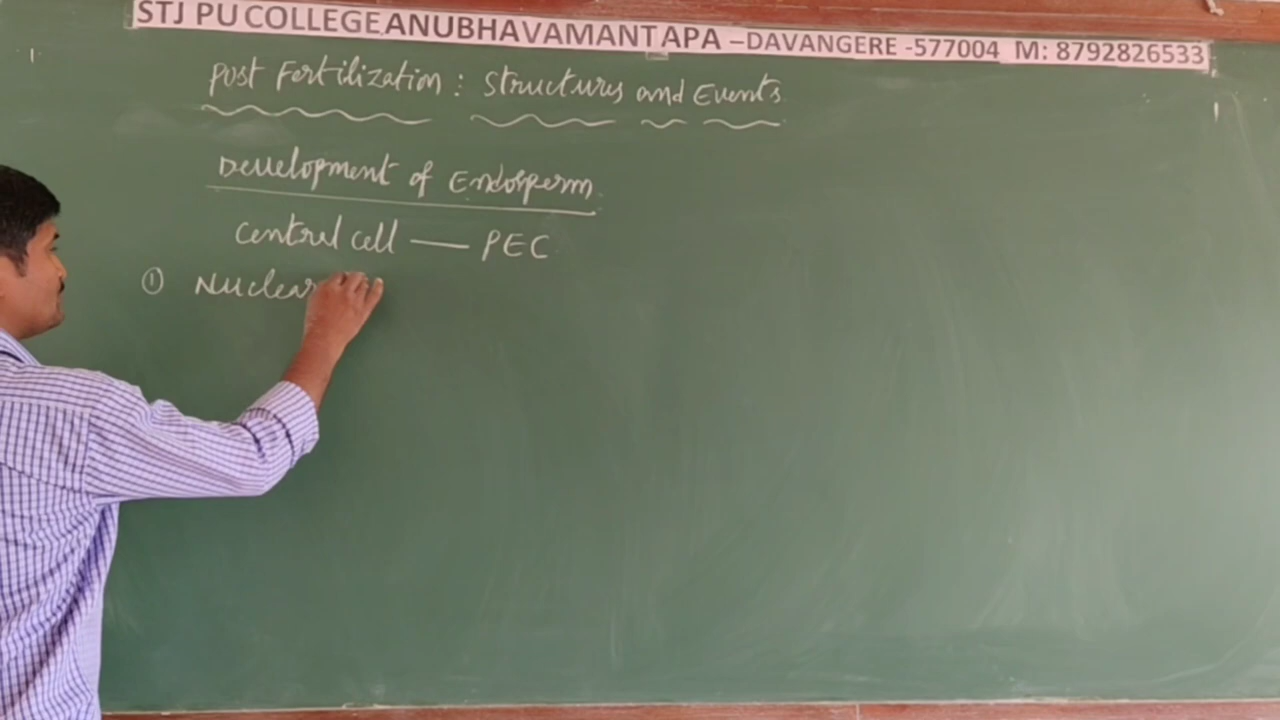 STJ PU COLLEGE ANUBHAVAMANTAPA –DAVANGERE -577004 M: 8792826533
Post Fertilization : Structures and Events
Development of Endosperm
Central cell — PEC
① Nuclear